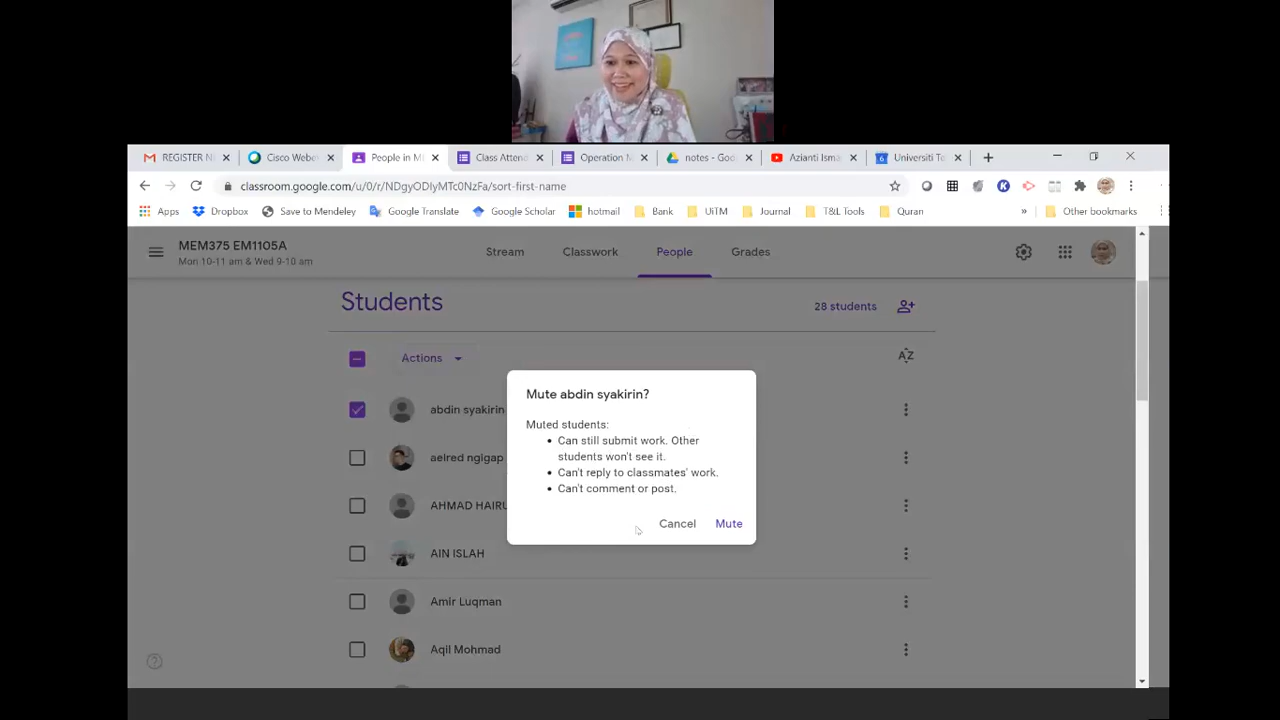 REGISTER N
Cisco Webex
People in M
Class Attend
Operation M
notes - Goo
Azianti Isma
Universiti Te
classroom.google.com/u/0/r/NDgyODIyMTc0NzFa/sort-first-name
Apps
Dropbox
Save to Mendeley
Google Translate
Google Scholar
hotmail
Bank
UiTM
Journal
T&L Tools
Quran
»
Other bookmarks
MEM375 EM1105A
Mon 10-11 am & Wed 9-10 am
Stream
Classwork
People
Grades
Students
28 students
Actions
AZ
abdin syakirin
aelred ngigap
AHMAD HAIRU
AIN ISLAH
Amir Luqman
Aqil Mohmad
Mute abdin syakirin?
Muted students:
• Can still submit work. Other
students won't see it.
• Can't reply to classmates' work.
• Can't comment or post.
Cancel
Mute